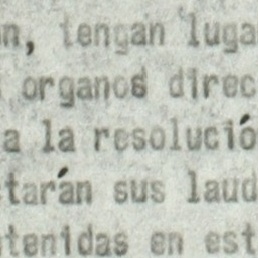 n, tengan luga
organos direc
a la resolució
tarán sus laud
tenidas en est